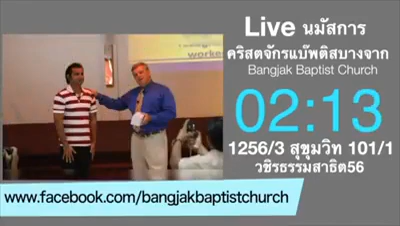 Live นมัสการ
คริสตจักรแบ๊พติสบางจาก
Bangjak Baptist Church
02:13
1256/3 สุขุมวิท 101/1
วชิรธรรมสาธิต56
worker
www.facebook.com/bangjakbaptistchurch